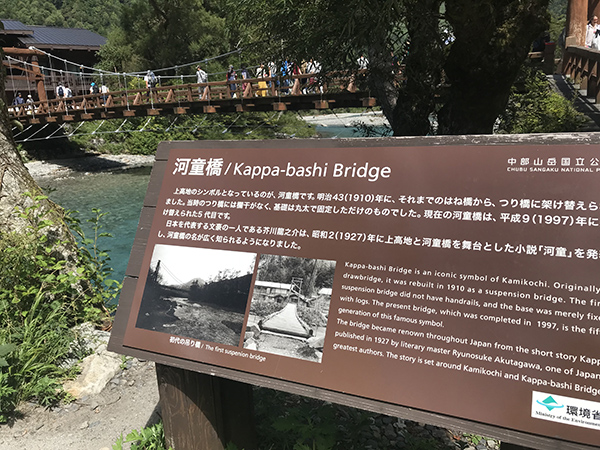 河童橋 / Kappa-bashi Bridge
中部山岳国立公
CHUBU SANGAKU NATIONAL P
上高地のシンボルとなっているのが、河童橋です。明治43(1910)年に、それまでのはね橋から、つり橋に架け替えら
ました。当時のつり橋には欄干がなく、基礎は丸太で固定しただけのものでした。現在の河童橋は、平成9(1997)年に
け替えられた5代目です。
日本を代表する文豪の一人である芥川龍之介は、昭和2(1927)年に上高地と河童橋を舞台とした小説「河童」を発
し、河童橋の名が広く知られるようになりました。
Kappa-bashi Bridge is an iconic symbol of Kamikochi. Originally
drawbridge, it was rebuilt in 1910 as a suspension bridge. The firs
suspension bridge did not have handrails, and the base was merely fixe
with logs. The present bridge, which was completed in 1997, is the fift
generation of this famous symbol.
The bridge became renown throughout Japan from the short story Kapp
published in 1927 by literary master Ryunosuke Akutagawa, one of Japan
greatest authors. The story is set around Kamikochi and Kappa-bashi Bridge
初代の吊り橋 / The first suspenion bridge
環境省
Ministry of the Environme